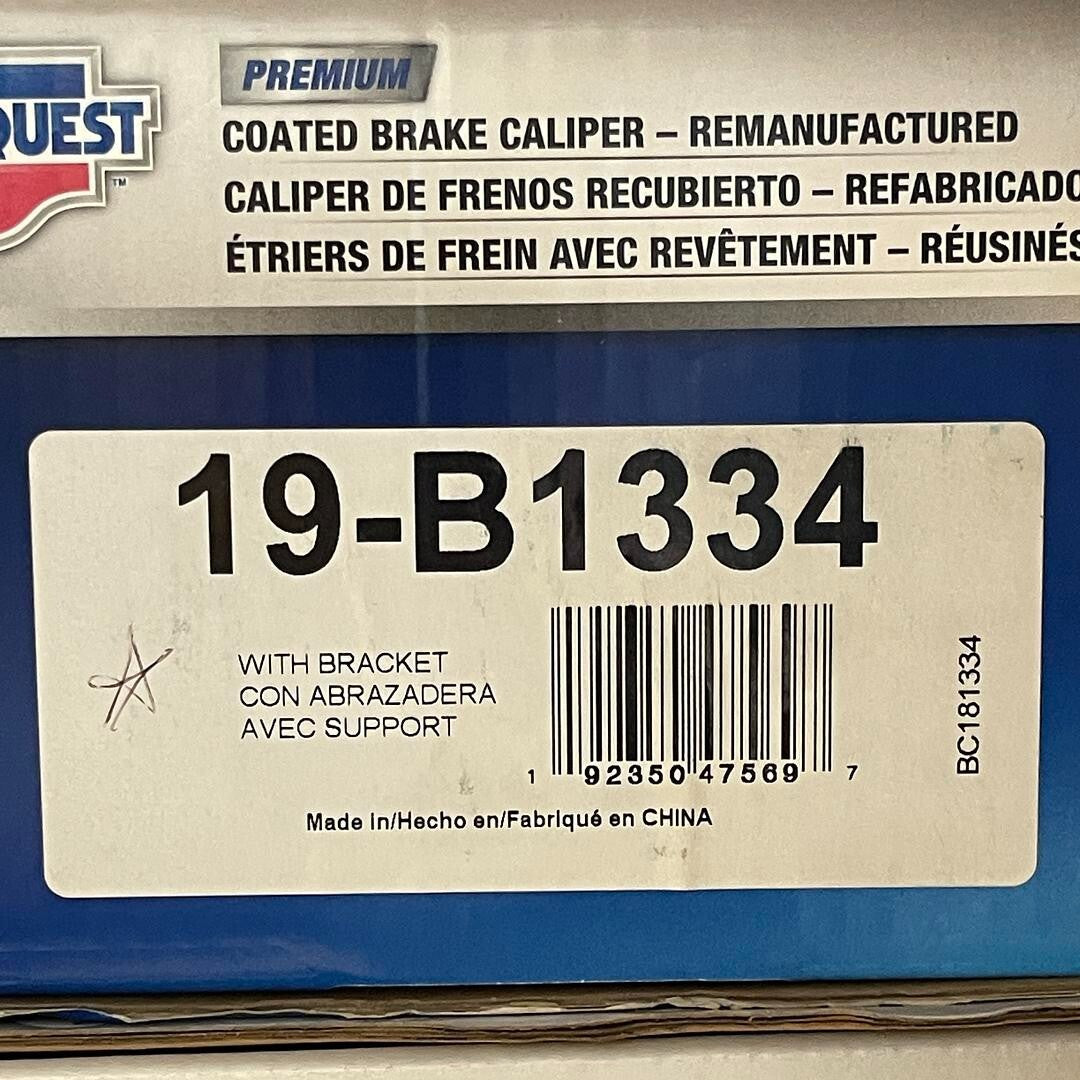 QUEST
TM
PREMIUM
COATED BRAKE CALIPER – REMANUFACTURED
CALIPER DE FRENOS RECUBIERTO – REFABRICADO
ÉTRIERS DE FREIN AVEC REVÊTEMENT – RÉUSINÉS
19-B1334
WITH BRACKET
CON ABRAZADERA
AVEC SUPPORT
1 92350 47569 7
BC181334
Made in/Hecho en/Fabriqué en CHINA